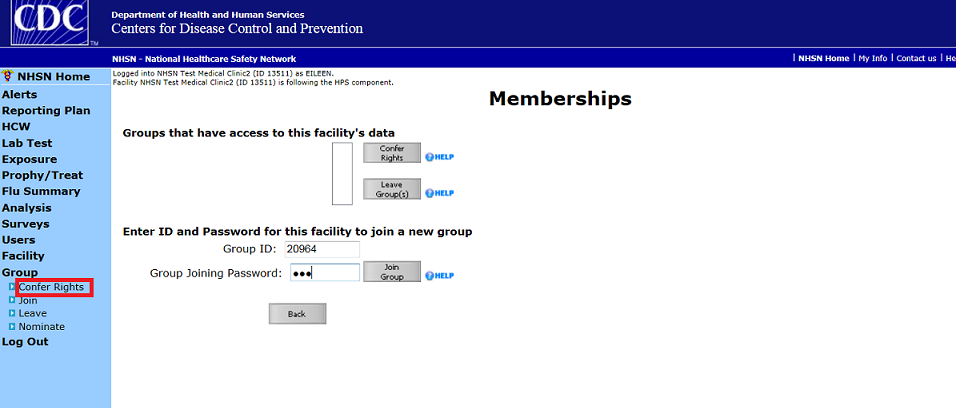 CDC
TM
Department of Health and Human Services
Centers for Disease Control and Prevention
NHSN - National Healthcare Safety Network
| NHSN Home | My Info | Contact us | He
NHSN Home
Alerts
Reporting Plan
HCW
Lab Test
Exposure
Prophy/Treat
Flu Summary
Analysis
Surveys
Users
Facility
Group
Confer Rights
Join
Leave
Nominate
Log Out
Logged into NHSN Test Medical Clinic2 (ID 13511) as EILEEN.
Facility NHSN Test Medical Clinic2 (ID 13511) is following the HPS component.
Memberships
Groups that have access to this facility's data
Confer
Rights
HELP
Leave
Group(s)
HELP
Enter ID and Password for this facility to join a new group
Group ID: 20964
Group Joining Password: •••
Join
Group
HELP
Back